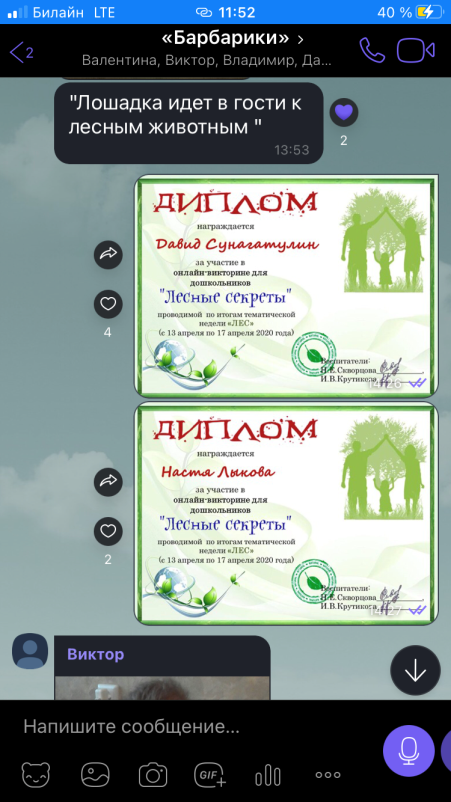 Билайн LTE 11:52 40 %
2 «Барбарики» >
Валентина, Виктор, Владимир, Да...
"Лошадка идет в гости к
лесным животным "
13:53
2
ДИПЛОМ
награждается
Давид Сунагатулин
за участие в
онлайн-викторине для
дошкольников
"Лесные секреты"
проводимой по итогам тематической
недели «ЛЕС»
(с 13 апреля по 17 апреля 2020 года)
Воспитатели:
Н.Е.Скворцова
И.В.Крутикова
14:26
4
ДИПЛОМ
награждается
Настя Лыкова
за участие в
онлайн-викторине для
дошкольников
"Лесные секреты"
проводимой по итогам тематической
недели «ЛЕС»
(с 13 апреля по 17 апреля 2020 года)
Воспитатели:
Н.Е.Скворцова
И.В.Крутикова
14:27
2
Виктор
Напишите сообщение...
GIF